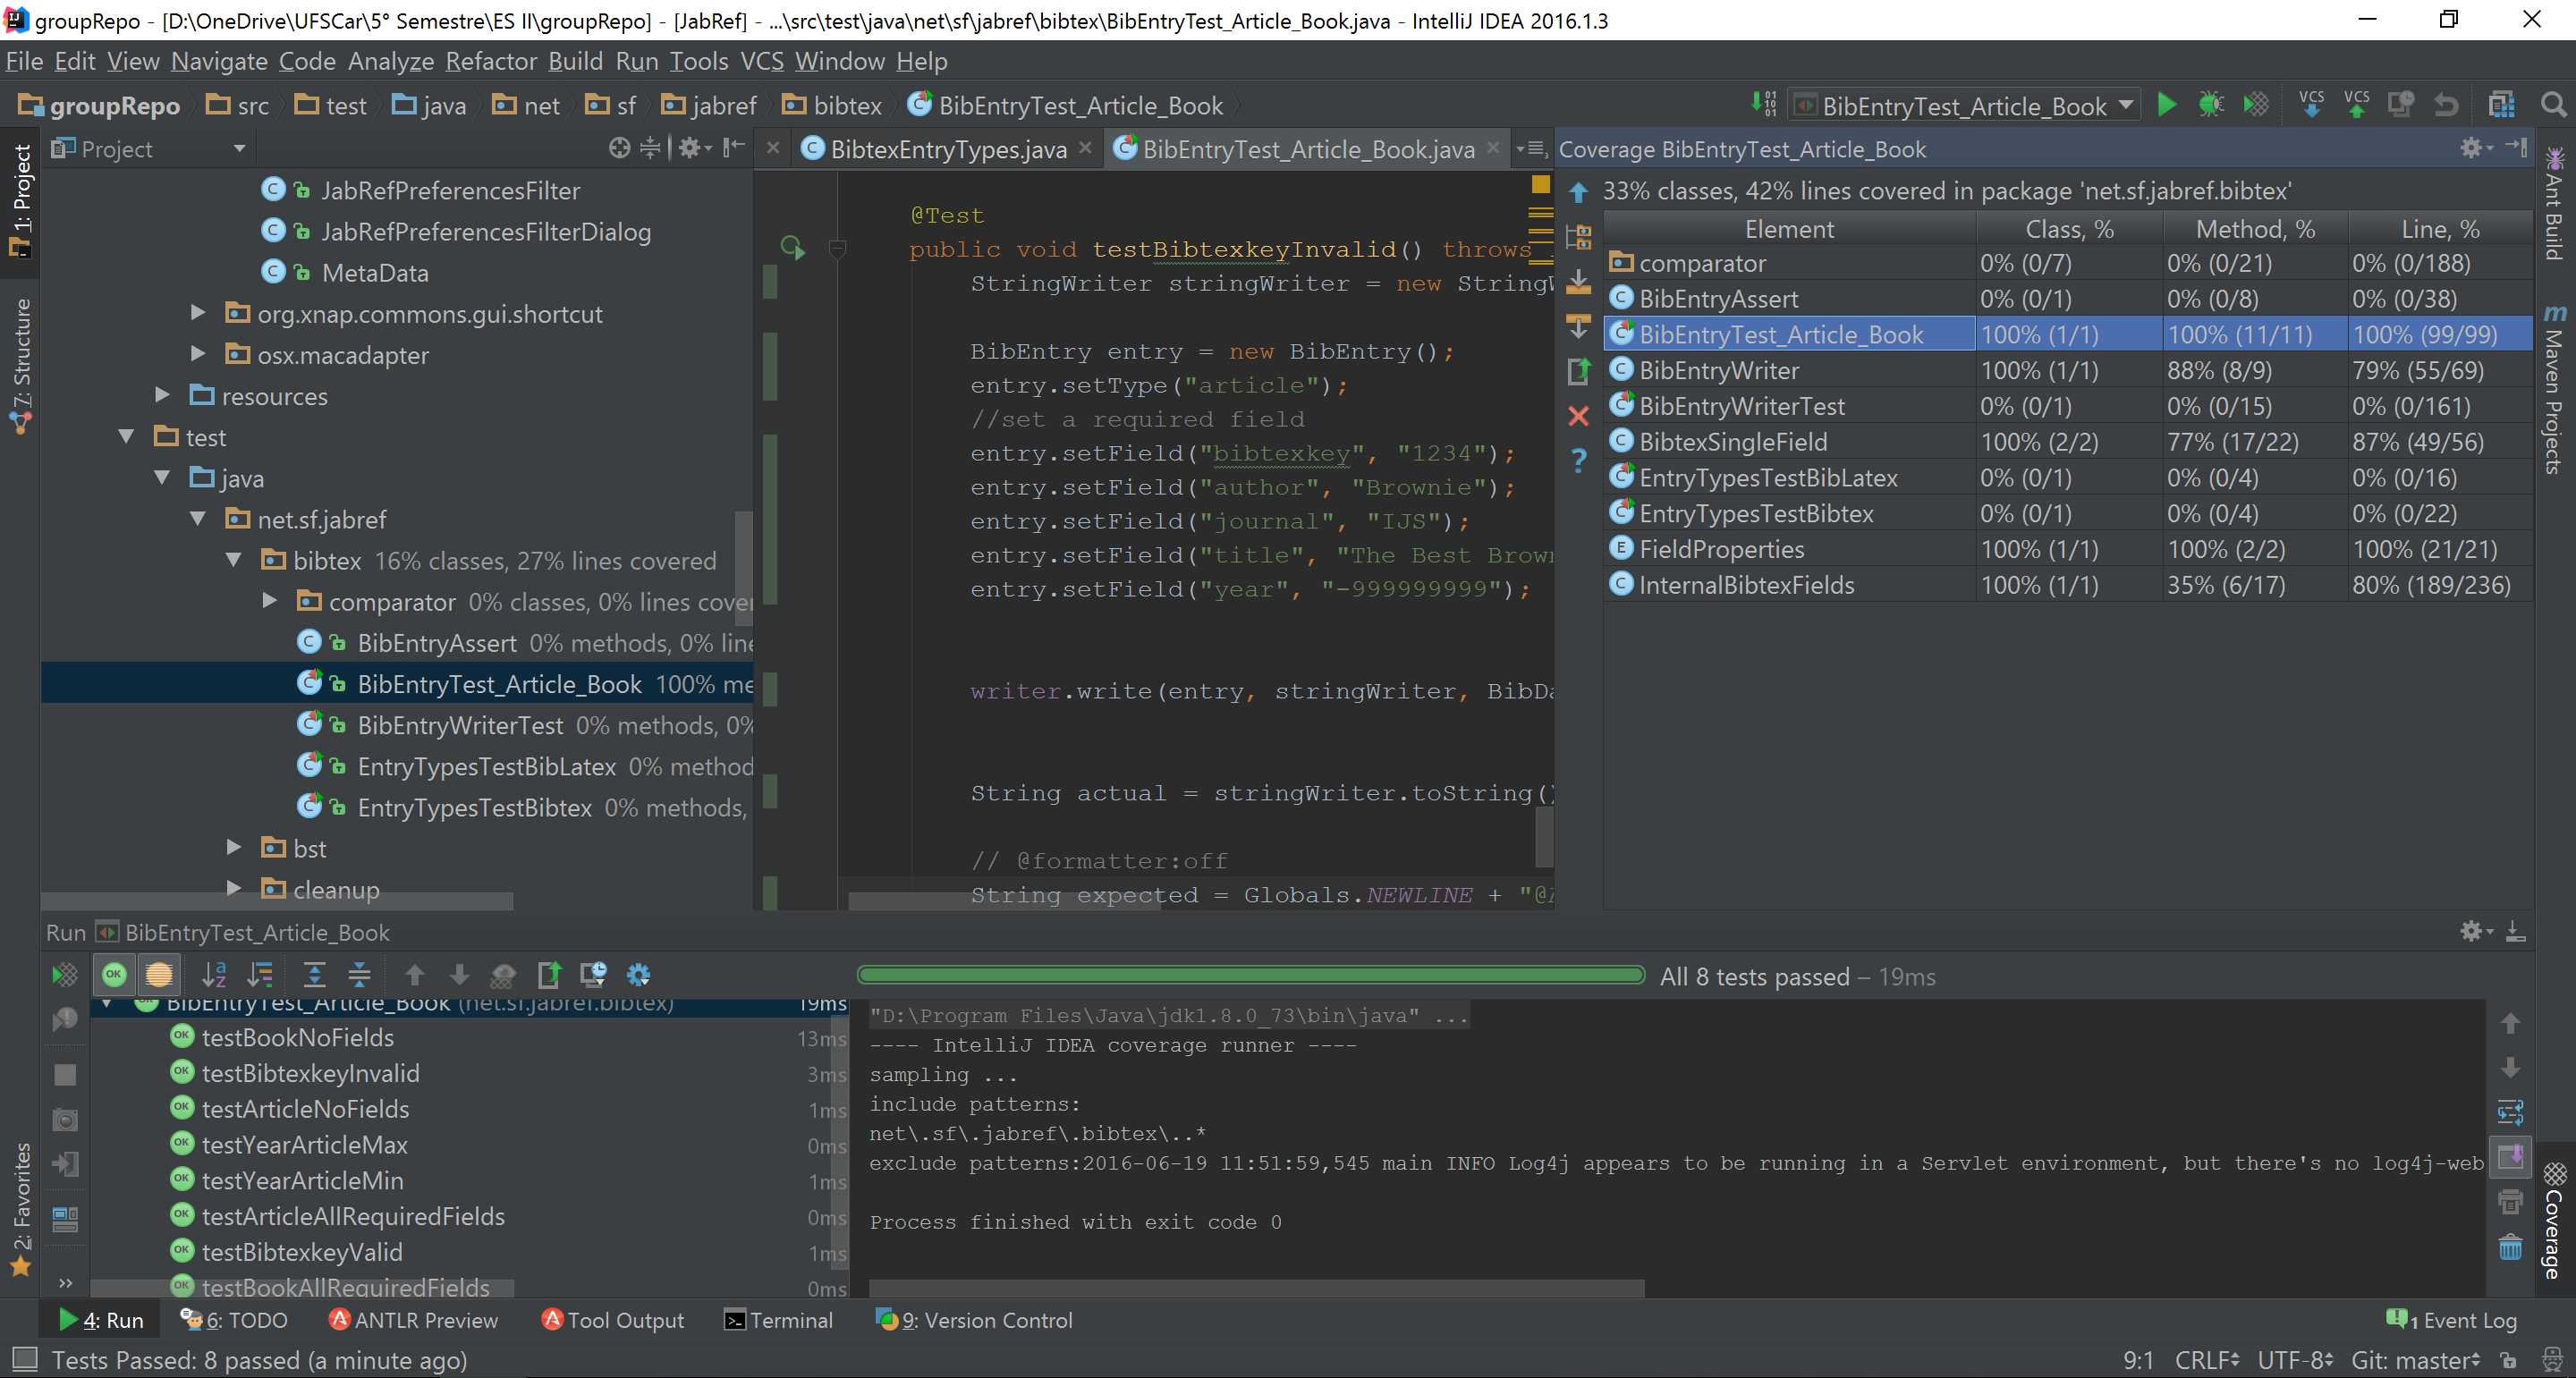 groupRepo - [D:\OneDrive\UFSCar\5° Semestre\ES II\groupRepo] - [JabRef] - ...\src\test\java\net\sf\jabref\bibtex\BibEntryTest_Article_Book.java - IntelliJ IDEA 2016.1.3
File Edit View Navigate Code Analyze Refactor Build Run Tools VCS Window Help
groupRepo src test java net sf jabref bibtex BibEntryTest_Article_Book
BibEntryTest_Article_Book VCS VCS
1: Project
7: Structure
2: Favorites
Project
JabRefPreferencesFilter
JabRefPreferencesFilterDialog
MetaData
org.xnap.commons.gui.shortcut
osx.macadapter
resources
test
java
net.sf.jabref
bibtex 16% classes, 27% lines covered
comparator 0% classes, 0% lines cover
BibEntryAssert 0% methods, 0% line
BibEntryTest_Article_Book 100% me
BibEntryWriterTest 0% methods, 0%
EntryTypesTestBibLatex 0% method
EntryTypesTestBibtex 0% methods,
bst
cleanup
BibtexEntryTypes.java BibEntryTest_Article_Book.java
@Test
public void testBibtexkeyInvalid() throws
StringWriter stringWriter = new StringW
BibEntry entry = new BibEntry();
entry.setType("article");
//set a required field
entry.setField("bibtexkey", "1234");
entry.setField("author", "Brownie");
entry.setField("journal", "IJS");
entry.setField("title", "The Best Brown
entry.setField("year", "-999999999");
writer.write(entry, stringWriter, BibDa
String actual = stringWriter.toString()
// @formatter:off
String expected = Globals.NEWLINE + "@A
Coverage BibEntryTest_Article_Book
33% classes, 42% lines covered in package 'net.sf.jabref.bibtex'
Element Class, % Method, % Line, %
comparator 0% (0/7) 0% (0/21) 0% (0/188)
BibEntryAssert 0% (0/1) 0% (0/8) 0% (0/38)
BibEntryTest_Article_Book 100% (1/1) 100% (11/11) 100% (99/99)
BibEntryWriter 100% (1/1) 88% (8/9) 79% (55/69)
BibEntryWriterTest 0% (0/1) 0% (0/15) 0% (0/161)
BibtexSingleField 100% (2/2) 77% (17/22) 87% (49/56)
EntryTypesTestBibLatex 0% (0/1) 0% (0/4) 0% (0/16)
EntryTypesTestBibtex 0% (0/1) 0% (0/4) 0% (0/22)
FieldProperties 100% (1/1) 100% (2/2) 100% (21/21)
InternalBibtexFields 100% (1/1) 35% (6/17) 80% (189/236)
Ant Build
Maven Projects
Coverage
Run BibEntryTest_Article_Book
All 8 tests passed – 19ms
BibEntryTest_Article_Book (net.sf.jabref.bibtex) 19ms
testBookNoFields 13ms
testBibtexkeyInvalid 3ms
testArticleNoFields 1ms
testYearArticleMax 0ms
testYearArticleMin 1ms
testArticleAllRequiredFields 0ms
testBibtexkeyValid 1ms
testBookAllRequiredFields 0ms
"D:\Program Files\Java\jdk1.8.0_73\bin\java" ...
---- IntelliJ IDEA coverage runner ----
sampling ...
include patterns:
net\.sf\.jabref\.bibtex\..*
exclude patterns:2016-06-19 11:51:59,545 main INFO Log4j appears to be running in a Servlet environment, but there's no log4j-web
Process finished with exit code 0
4: Run 6: TODO ANTLR Preview Tool Output Terminal 9: Version Control 1 Event Log
Tests Passed: 8 passed (a minute ago) 9:1 CRLF UTF-8 Git: master